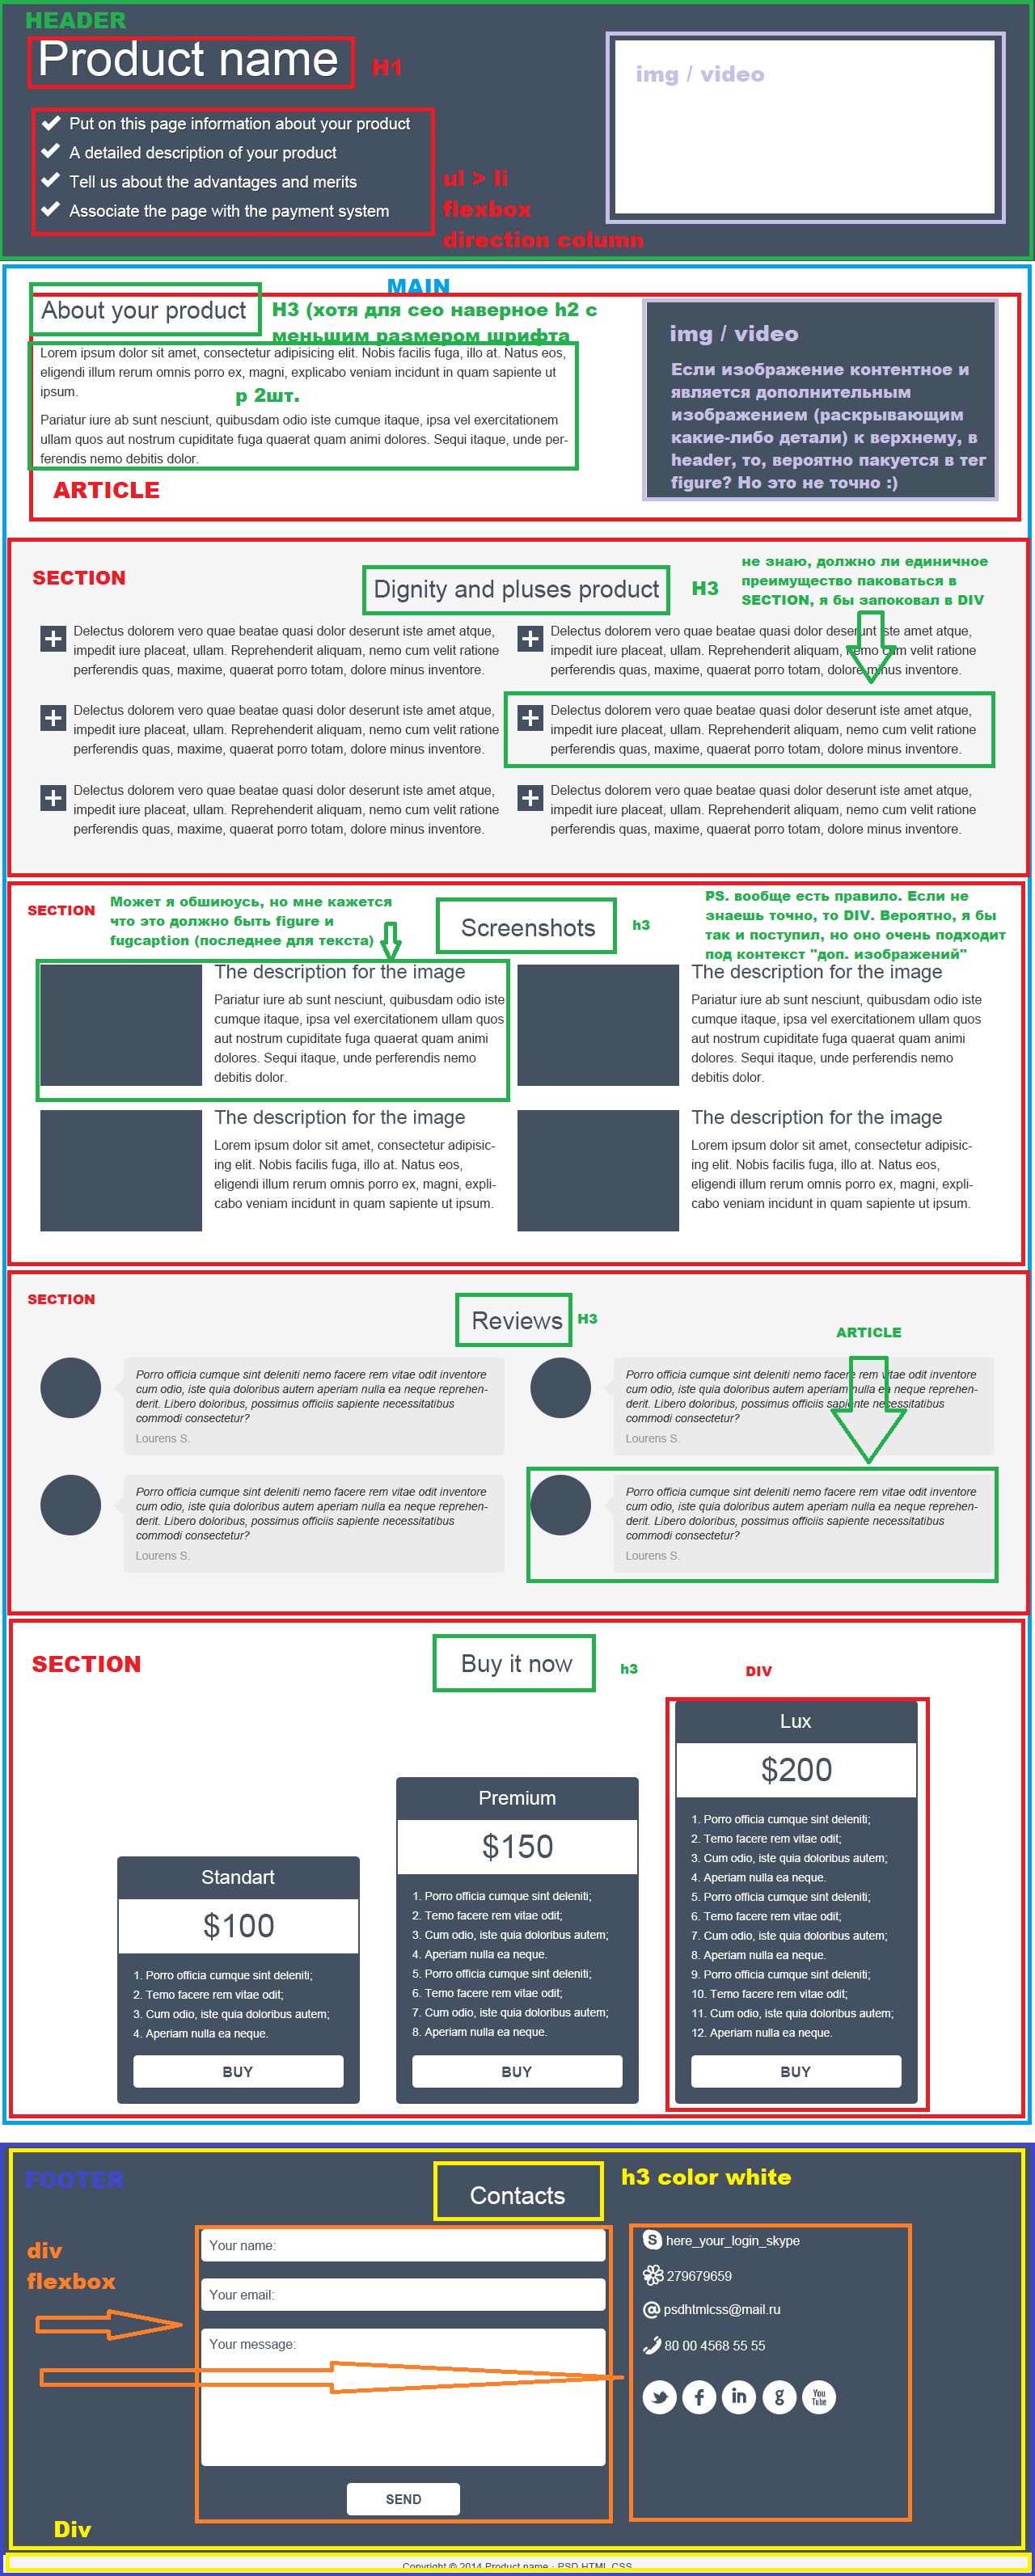 HEADER
Product name
H1
img / video
Put on this page information about your product
A detailed description of your product
Tell us about the advantages and merits
Associate the page with the payment system
ul > li
flexbox
direction column
MAIN
About your product
H3 (хотя для сео наверное h2 с
меньшим размером шрифта
Lorem ipsum dolor sit amet, consectetur adipisicing elit. Nobis facilis fuga, illo at. Natus eos,
eligendi illum rerum omnis porro ex, magni, explicabo veniam incidunt in quam sapiente ut
ipsum.
p 2шт.
Pariatur iure ab sunt nesciunt, quibusdam odio iste cumque itaque, ipsa vel exercitationem
ullam quos aut nostrum cupiditate fuga quaerat quam animi dolores. Sequi itaque, unde per-
ferendis nemo debitis dolor.
ARTICLE
img / video
Если изображение контентное и
является дополнительным
изображением (раскрывающим
какие-либо детали) к верхнему, в
header, то, вероятно пакуется в тег
figure? Но это не точно :)
SECTION
Dignity and pluses product
H3
не знаю, должно ли единичное
преимущество паковаться в
SECTION, я бы запоковал в DIV
Delectus dolorem vero quae beatae quasi dolor deserunt iste amet atque,
impedit iure placeat, ullam. Reprehenderit aliquam, nemo cum velit ratione
perferendis quas, maxime, quaerat porro totam, dolore minus inventore.
Delectus dolorem vero quae beatae quasi dolor deserunt iste amet atque,
impedit iure placeat, ullam. Reprehenderit aliquam, nemo cum velit ratione
perferendis quas, maxime, quaerat porro totam, dolore minus inventore.
Delectus dolorem vero quae beatae quasi dolor deserunt iste amet atque,
impedit iure placeat, ullam. Reprehenderit aliquam, nemo cum velit ratione
perferendis quas, maxime, quaerat porro totam, dolore minus inventore.
Delectus dolorem vero quae beatae quasi dolor deserunt iste amet atque,
impedit iure placeat, ullam. Reprehenderit aliquam, nemo cum velit ratione
perferendis quas, maxime, quaerat porro totam, dolore minus inventore.
Delectus dolorem vero quae beatae quasi dolor deserunt iste amet atque,
impedit iure placeat, ullam. Reprehenderit aliquam, nemo cum velit ratione
perferendis quas, maxime, quaerat porro totam, dolore minus inventore.
Delectus dolorem vero quae beatae quasi dolor deserunt iste amet atque,
impedit iure placeat, ullam. Reprehenderit aliquam, nemo cum velit ratione
perferendis quas, maxime, quaerat porro totam, dolore minus inventore.
SECTION
Может я обшиюусь, но мне кажется
что это должно быть figure и
fugcaption (последнее для текста)
Screenshots
h3
PS. вообще есть правило. Если не
знаешь точно, то DIV. Вероятно, я бы
так и поступил, но оно очень подходит
под контекст "доп. изображений"
The description for the image
Pariatur iure ab sunt nesciunt, quibusdam odio iste
cumque itaque, ipsa vel exercitationem ullam quos
aut nostrum cupiditate fuga quaerat quam animi
dolores. Sequi itaque, unde perferendis nemo
debitis dolor.
The description for the image
Pariatur iure ab sunt nesciunt, quibusdam odio iste
cumque itaque, ipsa vel exercitationem ullam quos
aut nostrum cupiditate fuga quaerat quam animi
dolores. Sequi itaque, unde perferendis nemo
debitis dolor.
The description for the image
Lorem ipsum dolor sit amet, consectetur adipisic-
ing elit. Nobis facilis fuga, illo at. Natus eos,
eligendi illum rerum omnis porro ex, magni, expli-
cabo veniam incidunt in quam sapiente ut ipsum.
The description for the image
Lorem ipsum dolor sit amet, consectetur adipisic-
ing elit. Nobis facilis fuga, illo at. Natus eos,
eligendi illum rerum omnis porro ex, magni, expli-
cabo veniam incidunt in quam sapiente ut ipsum.
SECTION
Reviews
H3
ARTICLE
Porro officia cumque sint deleniti nemo facere rem vitae odit inventore
cum odio, iste quia doloribus autem aperiam nulla ea neque reprehen-
derit. Libero doloribus, possimus officiis sapiente necessitatibus
commodi consectetur?
Lourens S.
Porro officia cumque sint deleniti nemo facere rem vitae odit inventore
cum odio, iste quia doloribus autem aperiam nulla ea neque reprehen-
derit. Libero doloribus, possimus officiis sapiente necessitatibus
commodi consectetur?
Lourens S.
Porro officia cumque sint deleniti nemo facere rem vitae odit inventore
cum odio, iste quia doloribus autem aperiam nulla ea neque reprehen-
derit. Libero doloribus, possimus officiis sapiente necessitatibus
commodi consectetur?
Lourens S.
Porro officia cumque sint deleniti nemo facere rem vitae odit inventore
cum odio, iste quia doloribus autem aperiam nulla ea neque reprehen-
derit. Libero doloribus, possimus officiis sapiente necessitatibus
commodi consectetur?
Lourens S.
SECTION
Buy it now
h3
DIV
Standart
$100
1. Porro officia cumque sint deleniti;
2. Temo facere rem vitae odit;
3. Cum odio, iste quia doloribus autem;
4. Aperiam nulla ea neque.
BUY
Premium
$150
1. Porro officia cumque sint deleniti;
2. Temo facere rem vitae odit;
3. Cum odio, iste quia doloribus autem;
4. Aperiam nulla ea neque.
5. Porro officia cumque sint deleniti;
6. Temo facere rem vitae odit;
7. Cum odio, iste quia doloribus autem;
8. Aperiam nulla ea neque.
BUY
Lux
$200
1. Porro officia cumque sint deleniti;
2. Temo facere rem vitae odit;
3. Cum odio, iste quia doloribus autem;
4. Aperiam nulla ea neque.
5. Porro officia cumque sint deleniti;
6. Temo facere rem vitae odit;
7. Cum odio, iste quia doloribus autem;
8. Aperiam nulla ea neque.
9. Porro officia cumque sint deleniti;
10. Temo facere rem vitae odit;
11. Cum odio, iste quia doloribus autem;
12. Aperiam nulla ea neque.
BUY
FOOTER
Contacts
h3 color white
div
flexbox
Your name:
Your email:
Your message:
SEND
here_your_login_skype
279679659
psdhtmlcss@mail.ru
80 00 4568 55 55
in
You
Tube
Div
Copyright © 2014 Product name - PSD HTML CSS